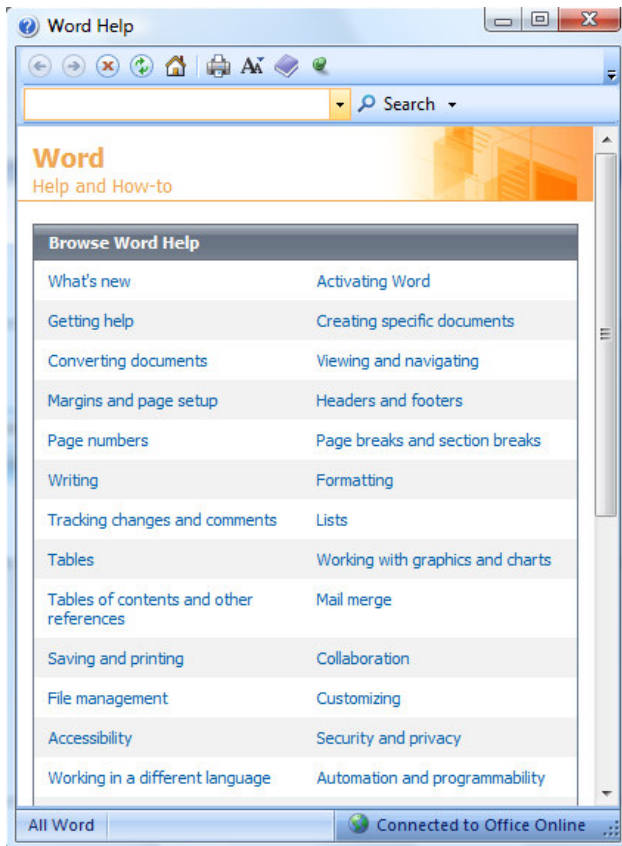 Word Help
Search
Word
Help and How-to
Browse Word Help
What's new
Activating Word
Getting help
Creating specific documents
Converting documents
Viewing and navigating
Margins and page setup
Headers and footers
Page numbers
Page breaks and section breaks
Writing
Formatting
Tracking changes and comments
Lists
Tables
Working with graphics and charts
Tables of contents and other
references
Mail merge
Saving and printing
Collaboration
File management
Customizing
Accessibility
Security and privacy
Working in a different language
Automation and programmability
All Word
Connected to Office Online